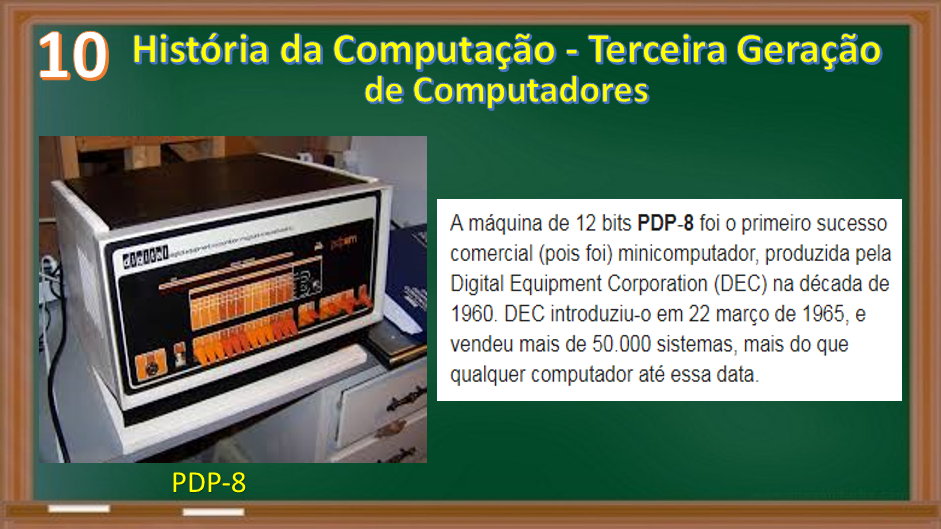 10
História da Computação - Terceira Geração
de Computadores
digital
A máquina de 12 bits PDP-8 foi o primeiro sucesso
comercial (pois foi) minicomputador, produzida pela
Digital Equipment Corporation (DEC) na década de
1960. DEC introduziu-o em 22 março de 1965, e
vendeu mais de 50.000 sistemas, mais do que
qualquer computador até essa data.
PDP-8